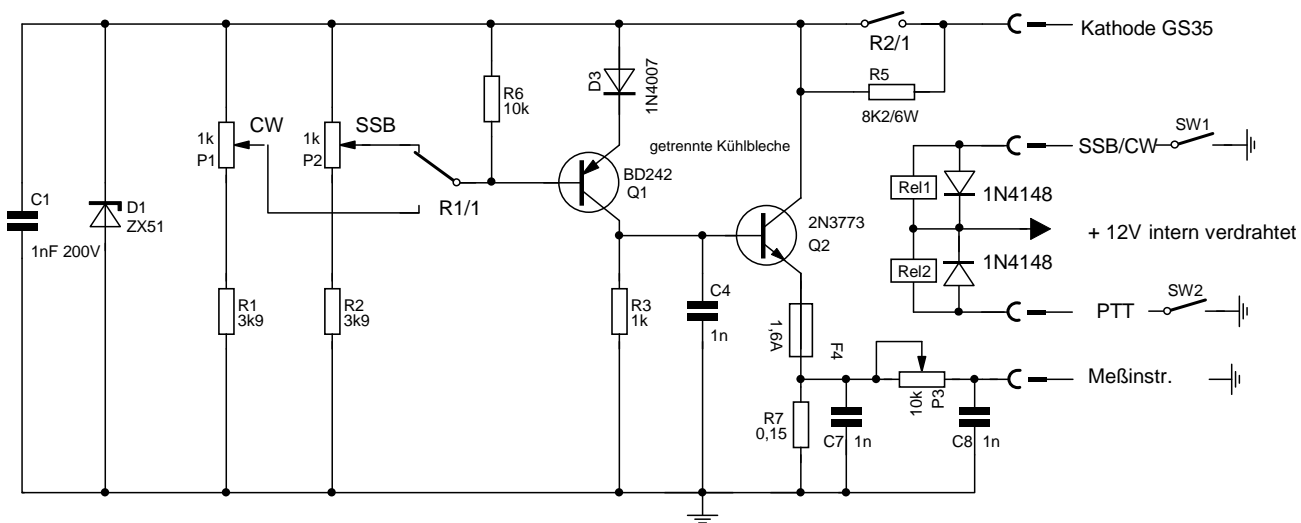 R2/1
Kathode GS35
R5
8K2/6W
D3
1N4007
R6
10k
CW
SSB
1k
P1
1k
P2
getrennte Kühlbleche
SW1
SSB/CW
BD242
Q1
Rel1
1N4148
C1
1nF 200V
D1
ZX51
R1/1
2N3773
Q2
+ 12V intern verdrahtet
Rel2
1N4148
R1
3k9
R2
3k9
R3
1k
C4
1n
1,6A
F4
PTT
SW2
Meßinstr.
10k
P3
R7
0,15
C7
1n
C8
1n